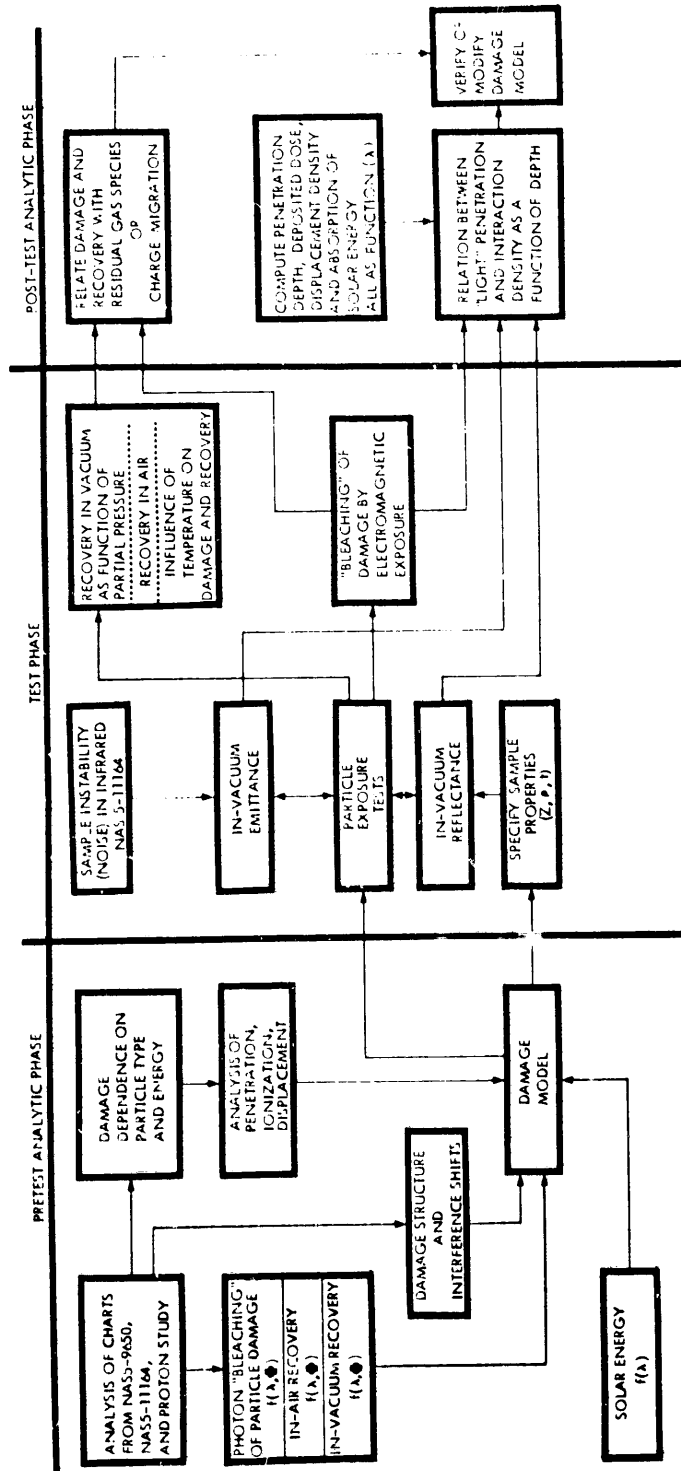 PRETEST ANALYTIC PHASE
TEST PHASE
POST-TEST ANALYTIC PHASE
ANALYSIS OF CHARTS
FROM NAS5-9650,
NAS5-11164,
AND PROTON STUDY
PHOTON "BLEACHING"
OF PARTICLE DAMAGE
f(λ,Φ)
IN-AIR RECOVERY
f(λ,Φ)
IN-VACUUM RECOVERY
f(λ,Φ)
SOLAR ENERGY
f(λ)
DAMAGE
DEPENDENCE ON
PARTICLE TYPE
AND ENERGY
ANALYSIS OF
PENETRATION,
IONIZATION,
DISPLACEMENT
DAMAGE STRUCTURE
AND
INTERFERENCE SHIFTS
DAMAGE
MODEL
SAMPLE INSTABILITY
(NOISE) IN INFRARED
NAS 5-11164
IN-VACUUM
EMITTANCE
PARTICLE
EXPOSURE
TESTS
IN-VACUUM
REFLECTANCE
SPECIFY SAMPLE
PROPERTIES
(Z, ρ, t)
RECOVERY IN VACUUM
AS FUNCTION OF
PARTIAL PRESSURE
RECOVERY IN AIR
INFLUENCE OF
TEMPERATURE ON
DAMAGE AND RECOVERY
"BLEACHING" OF
DAMAGE BY
ELECTROMAGNETIC
EXPOSURE
RELATE DAMAGE AND
RECOVERY WITH
RESIDUAL GAS SPECIES
OR
CHARGE MIGRATION
COMPUTE PENETRATION
DEPTH, DEPOSITED DOSE,
DISPLACEMENT DENSITY
AND ABSORPTION OF
SOLAR ENERGY
ALL AS FUNCTION (λ)
RELATION BETWEEN
"LIGHT" PENETRATION
AND INTERACTION
DENSITY AS A
FUNCTION OF DEPTH
VERIFY OR
MODIFY
DAMAGE
MODEL